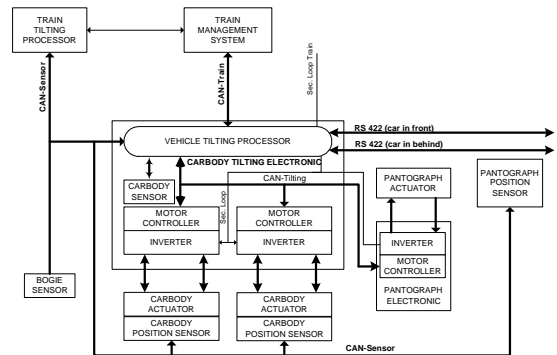 TRAIN
TILTING
PROCESSOR
TRAIN
MANAGEMENT
SYSTEM
CAN-Sensor
CAN-Train
Sec. Loop Train
RS 422 (car in front)
VEHICLE TILTING PROCESSOR
RS 422 (car in behind)
CARBODY TILTING ELECTRONIC
CAN-Tilting
CARBODY
SENSOR
Sec. Loop
PANTOGRAPH
ACTUATOR
PANTOGRAPH
POSITION
SENSOR
MOTOR
CONTROLLER
INVERTER
MOTOR
CONTROLLER
INVERTER
INVERTER
MOTOR
CONTROLLER
PANTOGRAPH
ELECTRONIC
BOGIE
SENSOR
CARBODY
ACTUATOR
CARBODY
POSITION SENSOR
CARBODY
ACTUATOR
CARBODY
POSITION SENSOR
CAN-Sensor